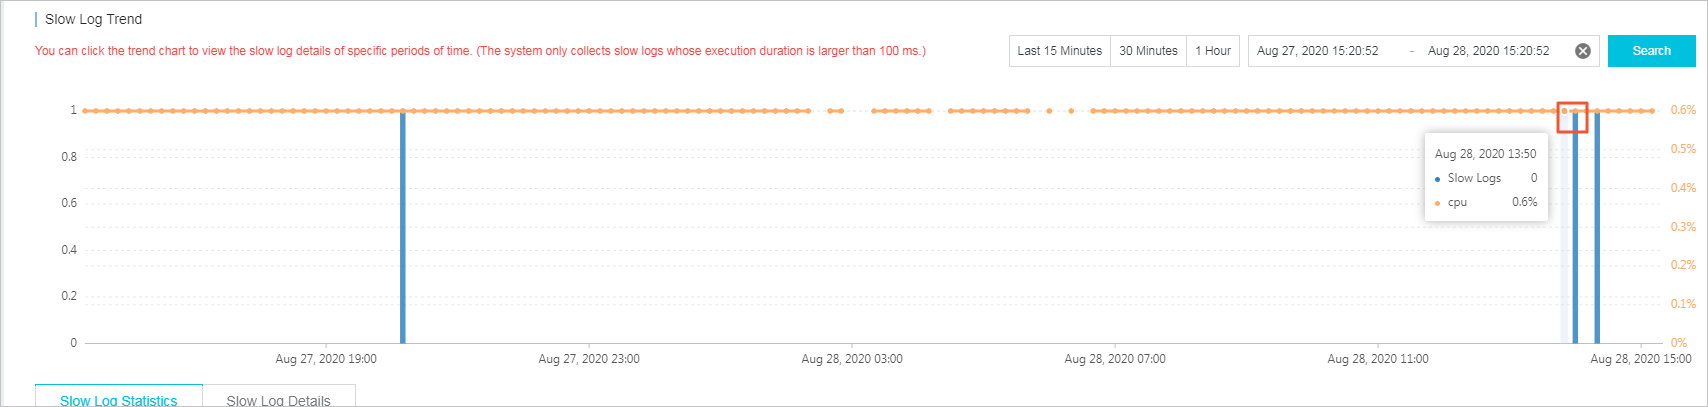 Slow Log Trend
You can click the trend chart to view the slow log details of specific periods of time. (The system only collects slow logs whose execution duration is larger than 100 ms.)
Last 15 Minutes 30 Minutes 1 Hour Aug 27, 2020 15:20:52 - Aug 28, 2020 15:20:52 Search
1 0.6%
0.8 0.5%
0.6 0.4%
0.4 0.3%
0.2 0.2%
0 0.1%
0%
Aug 28, 2020 13:50
Slow Logs 0
cpu 0.6%
Aug 27, 2020 19:00 Aug 27, 2020 23:00 Aug 28, 2020 03:00 Aug 28, 2020 07:00 Aug 28, 2020 11:00 Aug 28, 2020 15:00
Slow Log Statistics Slow Log Details